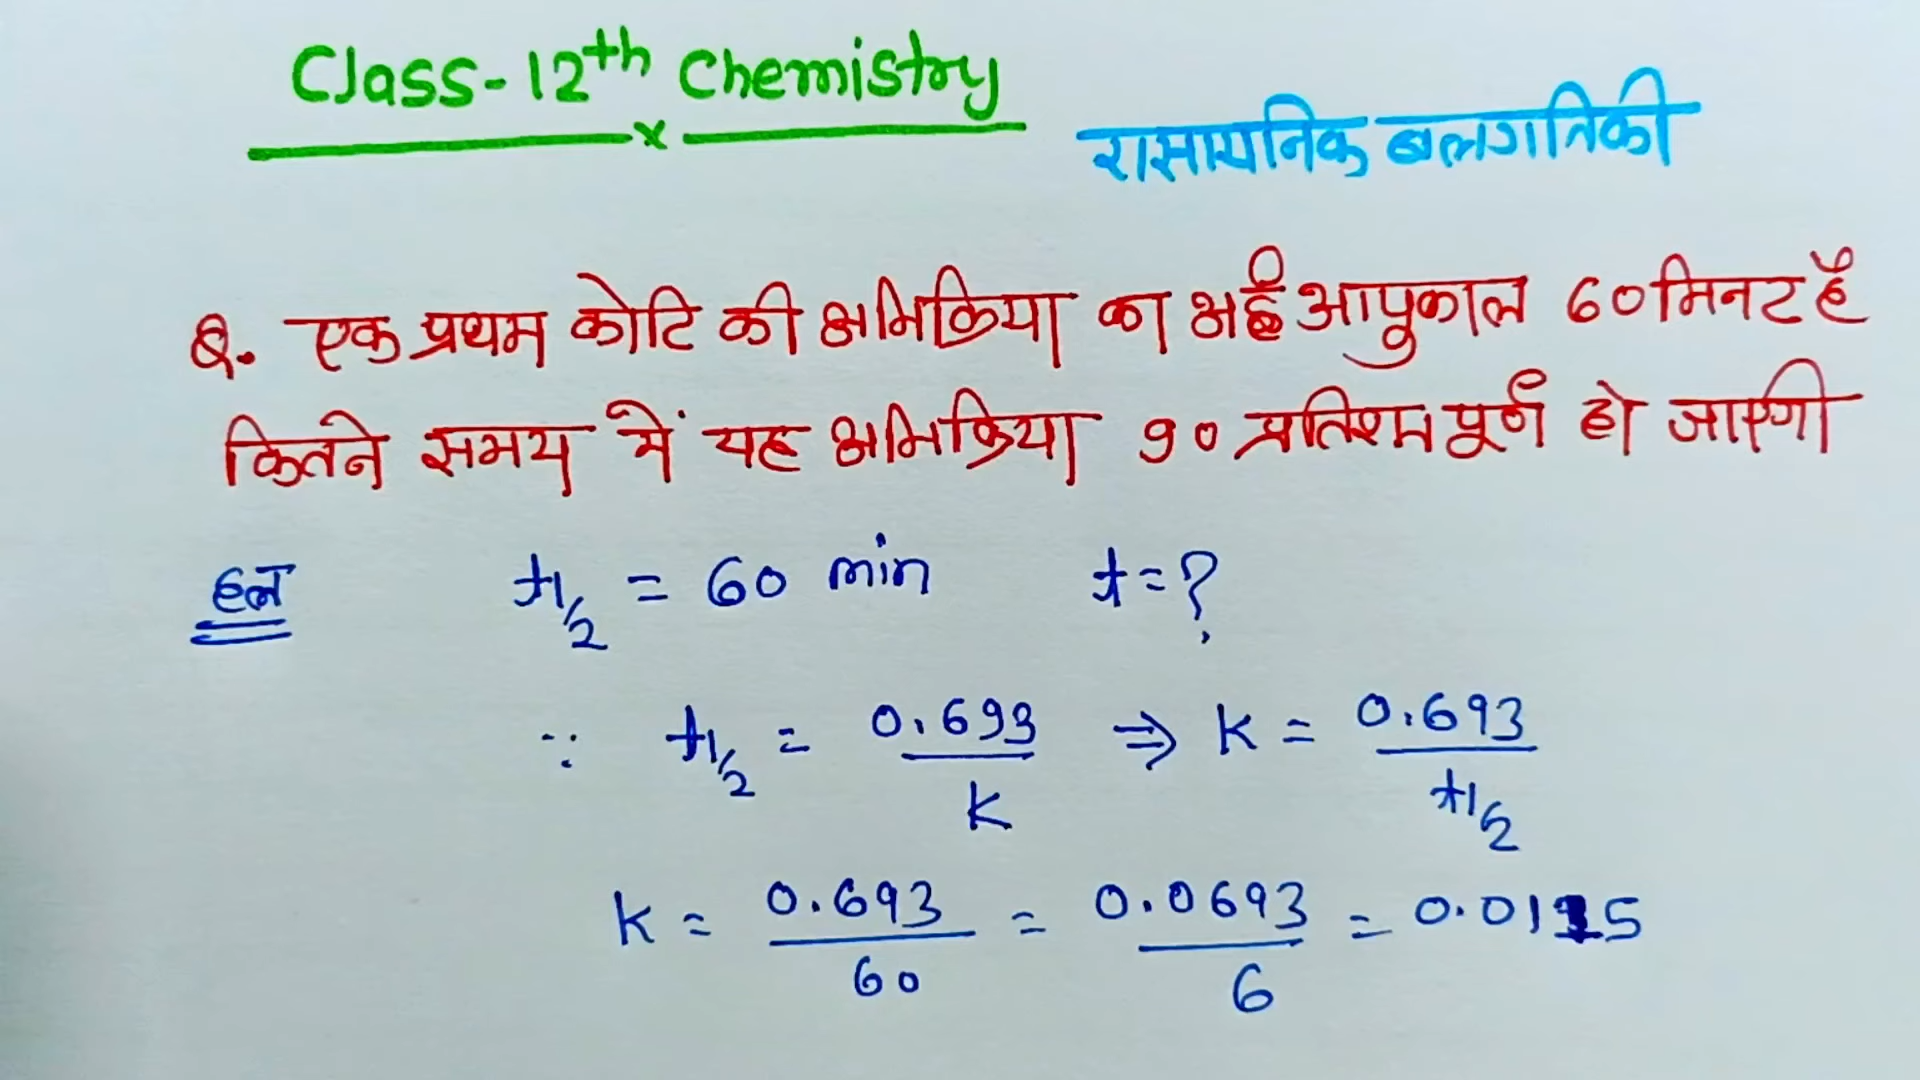 Class-12th Chemistry
रासायनिक बलगतिकी
Q. एक प्रथम कोटि की अभिक्रिया का अर्द्ध आयुकाल 60 मिनट है
कितने समय में यह अभिक्रिया 90 प्रतिशत पूर्ण हो जाएगी
हल t1/2 = 60 min t = ?
∵ t1/2 = 0.693/k ⇒ k = 0.693/t1/2
k = 0.693/60 = 0.0693/6 = 0.0115